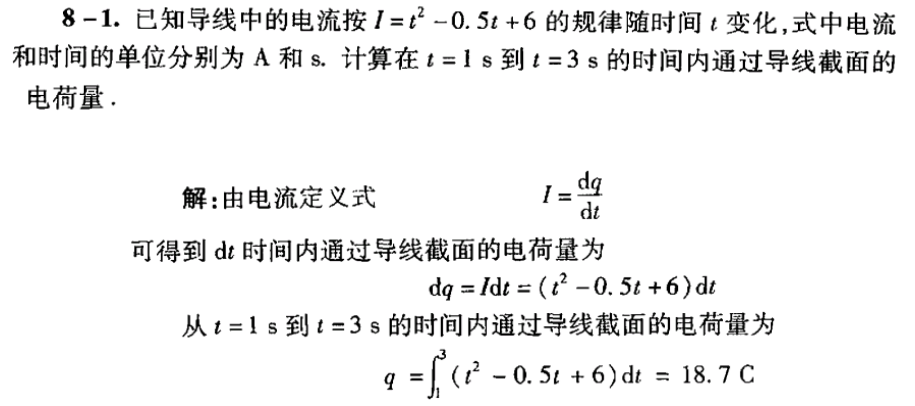 8-1. 已知导线中的电流按 I=t²-0.5t+6 的规律随时间 t 变化,式中电流
和时间的单位分别为 A 和 s. 计算在 t=1 s 到 t=3 s 的时间内通过导线截面的
电荷量.
解:由电流定义式 I=dq/dt
可得到 dt 时间内通过导线截面的电荷量为
dq=Idt=(t²-0.5t+6)dt
从 t=1 s 到 t=3 s 的时间内通过导线截面的电荷量为
q=∫₁³(t²-0.5t+6)dt=18.7 C